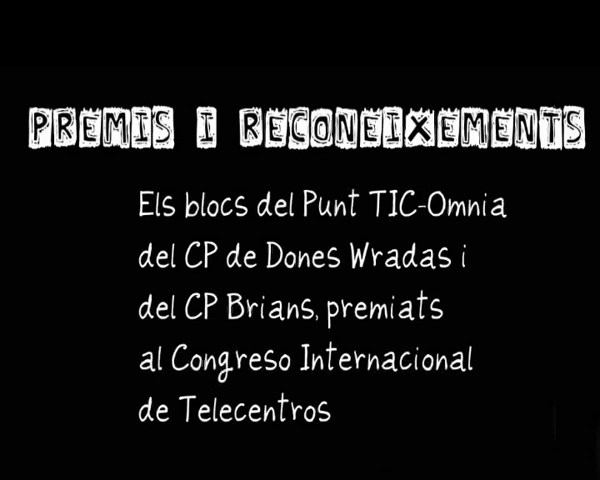 PREMIS I RECONEIXEMENTS
Els blocs del Punt TIC-Omnia
del CP de Dones Wradas i
del CP Brians, premiats
al Congreso Internacional
de Telecentros